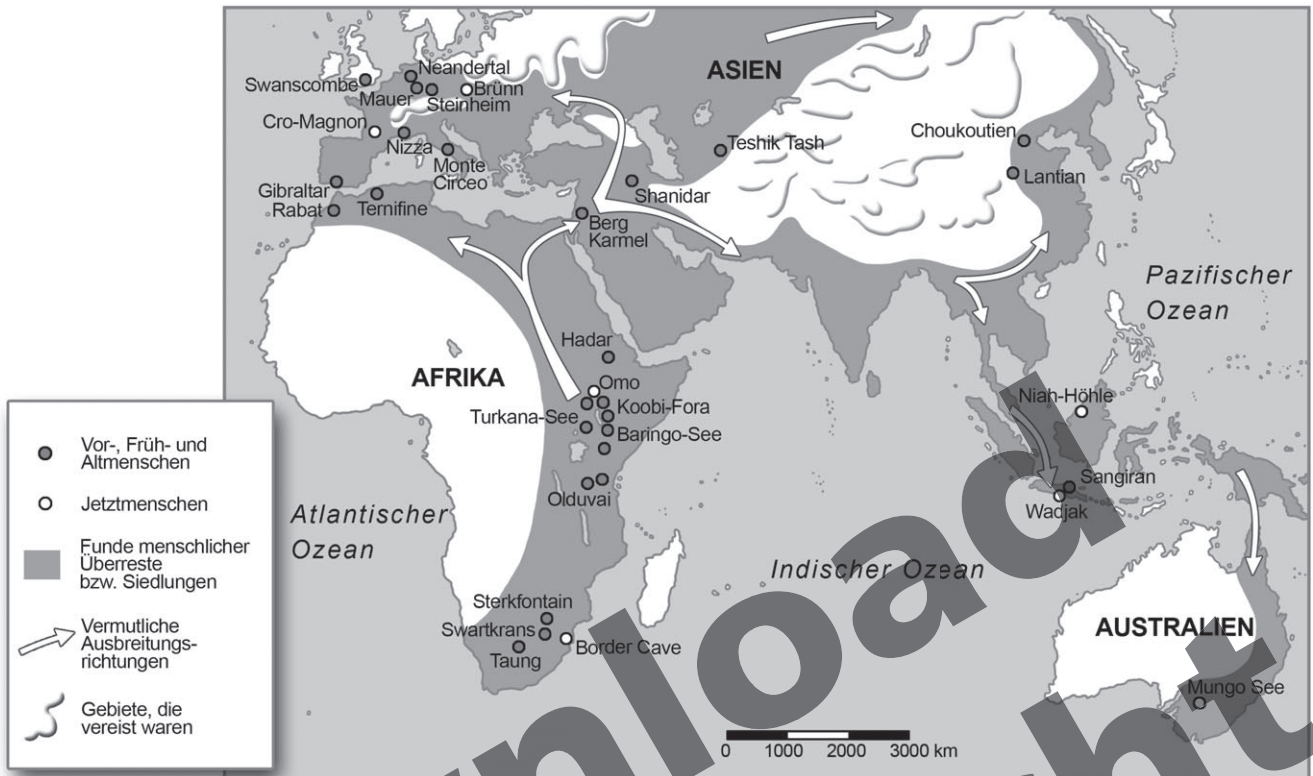 Swanscombe
Neandertal
Mauer
Steinheim
Brünn
Cro-Magnon
Nizza
Monte
Circeo
Gibraltar
Rabat
Ternifine
ASIEN
Teshik Tash
Shanidar
Berg
Karmel
Choukoutien
Lantian
Pazifischer
Ozean
AFRIKA
Hadar
Omo
Turkana-See
Koobi-Fora
Baringo-See
Olduvai
Niah-Höhle
Sangiran
Wadjak
Atlantischer
Ozean
Indischer Ozean
Sterkfontain
Swartkrans
Taung
Border Cave
AUSTRALIEN
Mungo See
0 1000 2000 3000 km
Vor-, Früh- und
Altmenschen
Jetztmenschen
Funde menschlicher
Überreste
bzw. Siedlungen
Vermutliche
Ausbreitungs-
richtungen
Gebiete, die
vereist waren